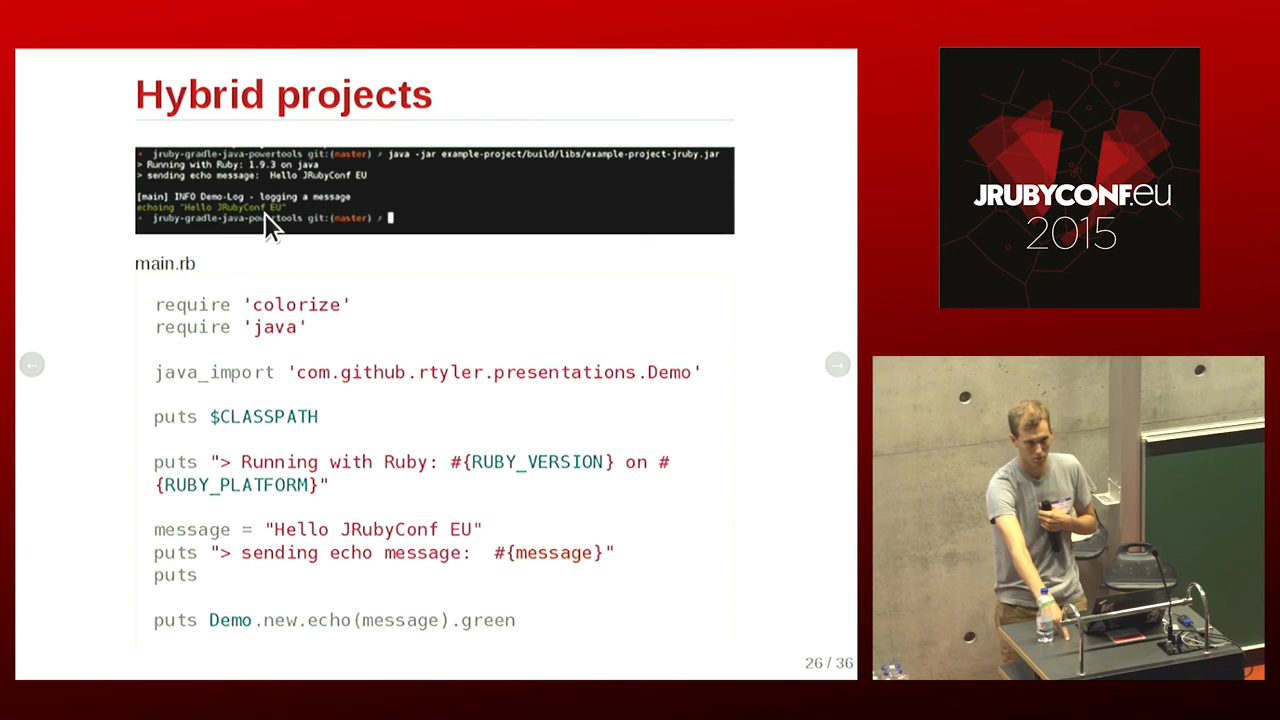 Hybrid projects
jruby-gradle-java-powertools git:(master) ✗ java -jar example-project/build/libs/example-project-jruby.jar
> Running with Ruby: 1.9.3 on java
> sending echo message:  Hello JRubyConf EU
[main] INFO Demo-Log - logging a message
echoing "Hello JRubyConf EU"
jruby-gradle-java-powertools git:(master) ✗
main.rb
require 'colorize'
require 'java'
java_import 'com.github.rtyler.presentations.Demo'
puts $CLASSPATH
puts "> Running with Ruby: #{RUBY_VERSION} on #
{RUBY_PLATFORM}"
message = "Hello JRubyConf EU"
puts "> sending echo message:  #{message}"
puts
puts Demo.new.echo(message).green
26 / 36
JRUBYCONF.eu
2015